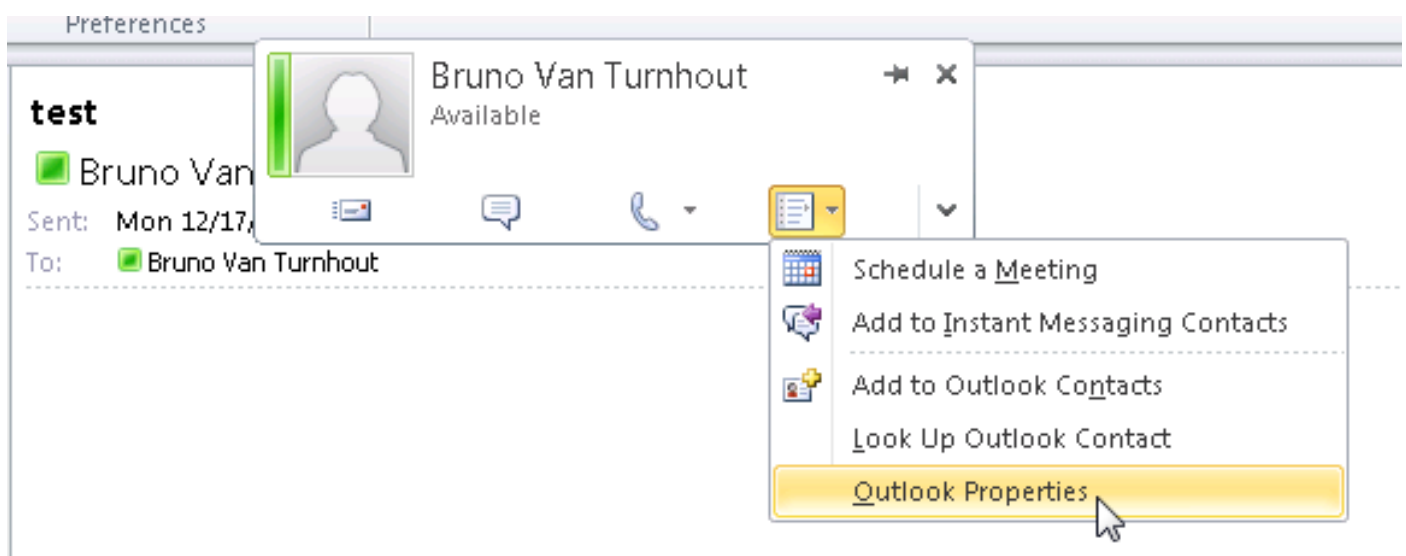 Preferences
Bruno Van Turnhout
Available
test
Bruno Van
Sent: Mon 12/17/
To: Bruno Van Turnhout
Schedule a Meeting
Add to Instant Messaging Contacts
Add to Outlook Contacts
Look Up Outlook Contact
Outlook Properties